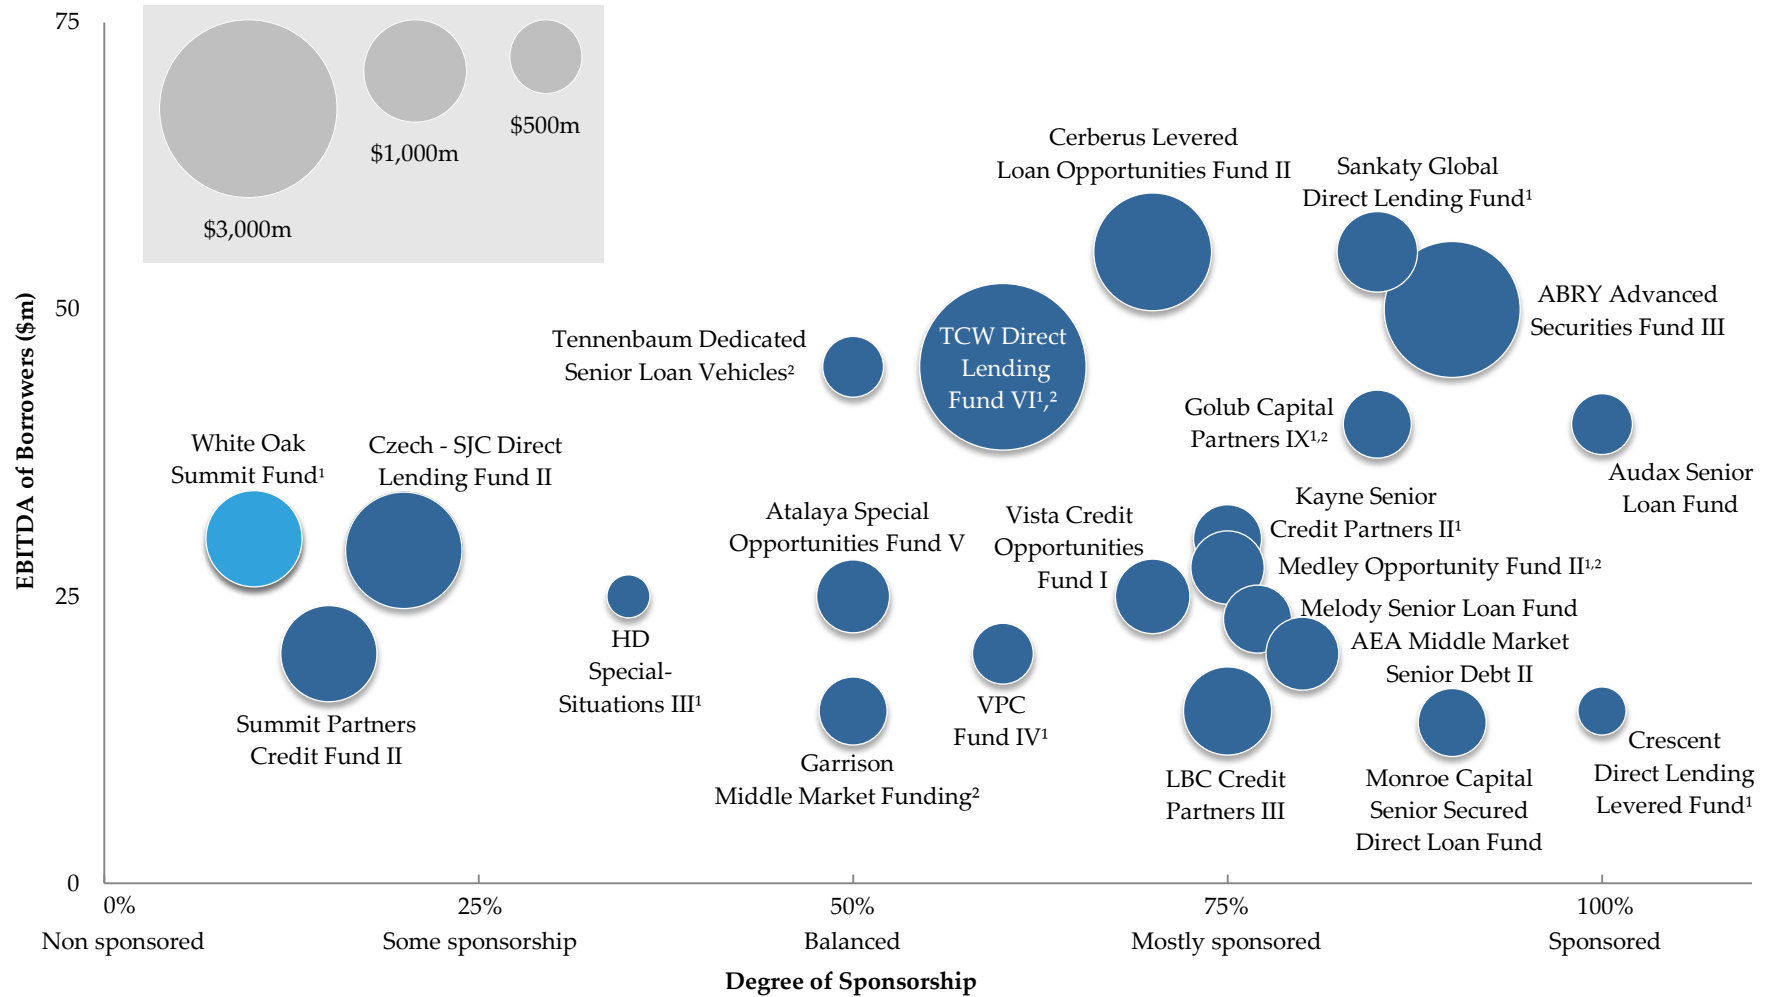 75
$500m
$1,000m
$3,000m
Cerberus Levered
Loan Opportunities Fund II
Sankaty Global
Direct Lending Fund¹
EBITDA of Borrowers ($m)
50
ABRY Advanced
Securities Fund III
Tennenbaum Dedicated
Senior Loan Vehicles²
TCW Direct
Lending
Fund VI¹,²
Golub Capital
Partners IX¹,²
White Oak
Summit Fund¹
Czech - SJC Direct
Lending Fund II
Audax Senior
Loan Fund
Atalaya Special
Opportunities Fund V
Vista Credit
Opportunities
Fund I
Kayne Senior
Credit Partners II¹
Medley Opportunity Fund II¹,²
25
Melody Senior Loan Fund
AEA Middle Market
Senior Debt II
HD
Special-
Situations III¹
Summit Partners
Credit Fund II
VPC
Fund IV¹
Garrison
Middle Market Funding²
LBC Credit
Partners III
Monroe Capital
Senior Secured
Direct Loan Fund
Crescent
Direct Lending
Levered Fund¹
0
0%
25%
50%
75%
100%
Non sponsored
Some sponsorship
Balanced
Mostly sponsored
Sponsored
Degree of Sponsorship